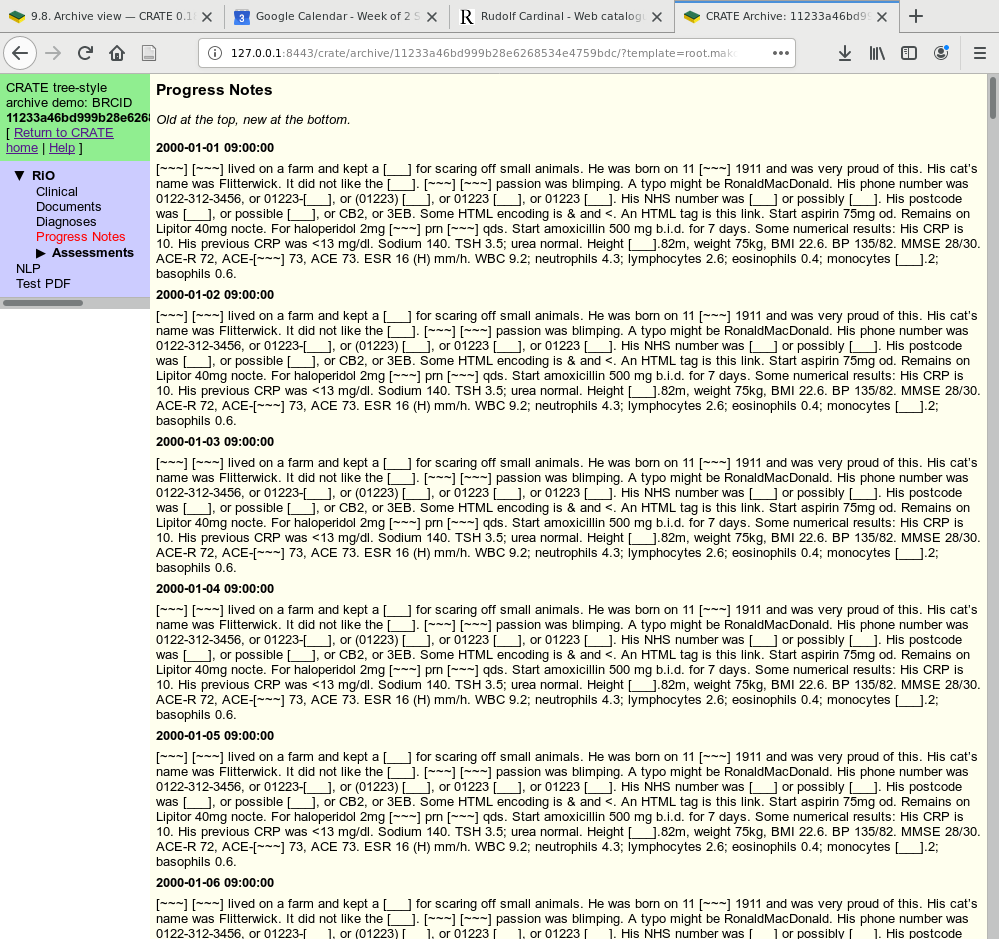 9.8. Archive view — CRATE 0.1
Google Calendar - Week of 2 S
Rudolf Cardinal - Web catalog
CRATE Archive: 11233a46bd99
127.0.0.1:8443/crate/archive/11233a46bd999b28e6268534e4759bdc/?template=root.mak
CRATE tree-style
archive demo: BRCID
11233a46bd999b28e6268
[ Return to CRATE
home | Help ]
▼ RIO
Clinical
Documents
Diagnoses
Progress Notes
▶ Assessments
NLP
Test PDF
Progress Notes
Old at the top, new at the bottom.
2000-01-01 09:00:00
[~~~] [~~~] lived on a farm and kept a [___] for scaring off small animals. He was born on 11 [~~~] 1911 and was very proud of this. His cat's
name was Flitterwick. It did not like the [___]. [~~~] [~~~] passion was blimping. A typo might be RonaldMacDonald. His phone number was
0122-312-3456, or 01223-[___], or (01223) [___], or 01223 [___], or 01223 [___]. His NHS number was [___] or possibly [___]. His postcode
was [___], or possible [___], or CB2, or 3EB. Some HTML encoding is & and <. An HTML tag is this link. Start aspirin 75mg od. Remains on
Lipitor 40mg nocte. For haloperidol 2mg [~~~] prn [~~~] qds. Start amoxicillin 500 mg b.i.d. for 7 days. Some numerical results: His CRP is
10. His previous CRP was <13 mg/dl. Sodium 140. TSH 3.5; urea normal. Height [___].82m, weight 75kg, BMI 22.6. BP 135/82. MMSE 28/30.
ACE-R 72, ACE-[~~~] 73, ACE 73. ESR 16 (H) mm/h. WBC 9.2; neutrophils 4.3; lymphocytes 2.6; eosinophils 0.4; monocytes [___].2;
basophils 0.6.
2000-01-02 09:00:00
[~~~] [~~~] lived on a farm and kept a [___] for scaring off small animals. He was born on 11 [~~~] 1911 and was very proud of this. His cat's
name was Flitterwick. It did not like the [___]. [~~~] [~~~] passion was blimping. A typo might be RonaldMacDonald. His phone number was
0122-312-3456, or 01223-[___], or (01223) [___], or 01223 [___], or 01223 [___]. His NHS number was [___] or possibly [___]. His postcode
was [___], or possible [___], or CB2, or 3EB. Some HTML encoding is & and <. An HTML tag is this link. Start aspirin 75mg od. Remains on
Lipitor 40mg nocte. For haloperidol 2mg [~~~] prn [~~~] qds. Start amoxicillin 500 mg b.i.d. for 7 days. Some numerical results: His CRP is
10. His previous CRP was <13 mg/dl. Sodium 140. TSH 3.5; urea normal. Height [___].82m, weight 75kg, BMI 22.6. BP 135/82. MMSE 28/30.
ACE-R 72, ACE-[~~~] 73, ACE 73. ESR 16 (H) mm/h. WBC 9.2; neutrophils 4.3; lymphocytes 2.6; eosinophils 0.4; monocytes [___].2;
basophils 0.6.
2000-01-03 09:00:00
[~~~] [~~~] lived on a farm and kept a [___] for scaring off small animals. He was born on 11 [~~~] 1911 and was very proud of this. His cat's
name was Flitterwick. It did not like the [___]. [~~~] [~~~] passion was blimping. A typo might be RonaldMacDonald. His phone number was
0122-312-3456, or 01223-[___], or (01223) [___], or 01223 [___], or 01223 [___]. His NHS number was [___] or possibly [___]. His postcode
was [___], or possible [___], or CB2, or 3EB. Some HTML encoding is & and <. An HTML tag is this link. Start aspirin 75mg od. Remains on
Lipitor 40mg nocte. For haloperidol 2mg [~~~] prn [~~~] qds. Start amoxicillin 500 mg b.i.d. for 7 days. Some numerical results: His CRP is
10. His previous CRP was <13 mg/dl. Sodium 140. TSH 3.5; urea normal. Height [___].82m, weight 75kg, BMI 22.6. BP 135/82. MMSE 28/30.
ACE-R 72, ACE-[~~~] 73, ACE 73. ESR 16 (H) mm/h. WBC 9.2; neutrophils 4.3; lymphocytes 2.6; eosinophils 0.4; monocytes [___].2;
basophils 0.6.
2000-01-04 09:00:00
[~~~] [~~~] lived on a farm and kept a [___] for scaring off small animals. He was born on 11 [~~~] 1911 and was very proud of this. His cat's
name was Flitterwick. It did not like the [___]. [~~~] [~~~] passion was blimping. A typo might be RonaldMacDonald. His phone number was
0122-312-3456, or 01223-[___], or (01223) [___], or 01223 [___], or 01223 [___]. His NHS number was [___] or possibly [___]. His postcode
was [___], or possible [___], or CB2, or 3EB. Some HTML encoding is & and <. An HTML tag is this link. Start aspirin 75mg od. Remains on
Lipitor 40mg nocte. For haloperidol 2mg [~~~] prn [~~~] qds. Start amoxicillin 500 mg b.i.d. for 7 days. Some numerical results: His CRP is
10. His previous CRP was <13 mg/dl. Sodium 140. TSH 3.5; urea normal. Height [___].82m, weight 75kg, BMI 22.6. BP 135/82. MMSE 28/30.
ACE-R 72, ACE-[~~~] 73, ACE 73. ESR 16 (H) mm/h. WBC 9.2; neutrophils 4.3; lymphocytes 2.6; eosinophils 0.4; monocytes [___].2;
basophils 0.6.
2000-01-05 09:00:00
[~~~] [~~~] lived on a farm and kept a [___] for scaring off small animals. He was born on 11 [~~~] 1911 and was very proud of this. His cat's
name was Flitterwick. It did not like the [___]. [~~~] [~~~] passion was blimping. A typo might be RonaldMacDonald. His phone number was
0122-312-3456, or 01223-[___], or (01223) [___], or 01223 [___], or 01223 [___]. His NHS number was [___] or possibly [___]. His postcode
was [___], or possible [___], or CB2, or 3EB. Some HTML encoding is & and <. An HTML tag is this link. Start aspirin 75mg od. Remains on
Lipitor 40mg nocte. For haloperidol 2mg [~~~] prn [~~~] qds. Start amoxicillin 500 mg b.i.d. for 7 days. Some numerical results: His CRP is
10. His previous CRP was <13 mg/dl. Sodium 140. TSH 3.5; urea normal. Height [___].82m, weight 75kg, BMI 22.6. BP 135/82. MMSE 28/30.
ACE-R 72, ACE-[~~~] 73, ACE 73. ESR 16 (H) mm/h. WBC 9.2; neutrophils 4.3; lymphocytes 2.6; eosinophils 0.4; monocytes [___].2;
basophils 0.6.
2000-01-06 09:00:00
[~~~] [~~~] lived on a farm and kept a [___] for scaring off small animals. He was born on 11 [~~~] 1911 and was very proud of this. His cat's
name was Flitterwick. It did not like the [___]. [~~~] [~~~] passion was blimping. A typo might be RonaldMacDonald. His phone number was
0122-312-3456, or 01223-[___], or (01223) [___], or 01223 [___], or 01223 [___]. His NHS number was [___] or possibly [___]. His postcode